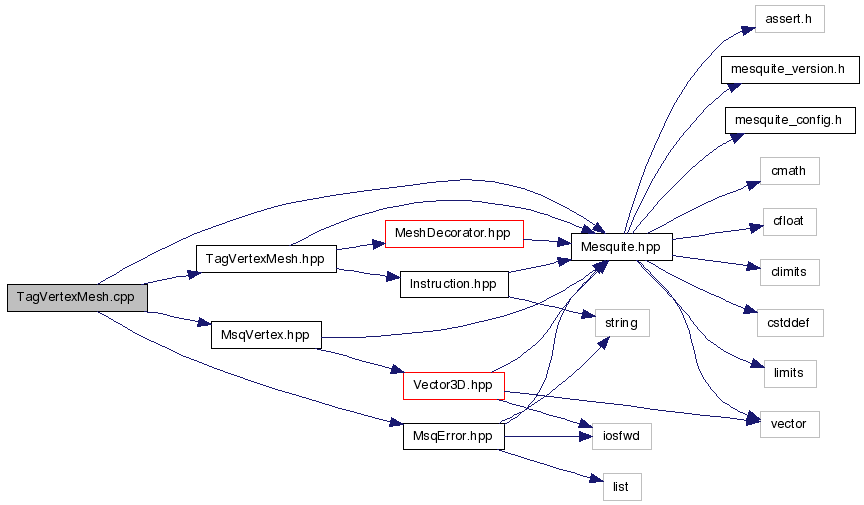 assert.h
mesquite_version.h
mesquite_config.h
cmath
cfloat
MeshDecorator.hpp
Mesquite.hpp
TagVertexMesh.hpp
climits
Instruction.hpp
TagVertexMesh.cpp
string
cstddef
MsqVertex.hpp
limits
Vector3D.hpp
vector
MsqError.hpp
iosfwd
list